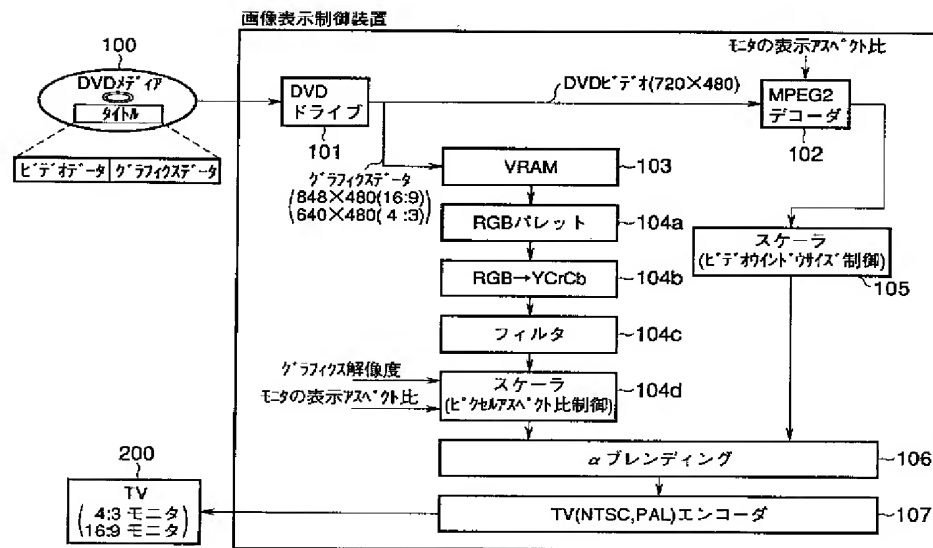 画像表示制御装置
100
DVDメディア
タイトル
ビデオデータ グラフィクスデータ
DVD
ドライブ
101
DVDビデオ(720×480)
モニタの表示アスペクト比
MPEG2
デコーダ
102
グラフィクスデータ
(848×480(16:9))
(640×480( 4 :3))
VRAM
103
RGBパレット
104a
RGB→YCrCb
104b
フィルタ
104c
グラフィクス解像度
モニタの表示アスペクト比
スケーラ
(ピクセルアスペクト比制御)
104d
スケーラ
(ビデオウインドウサイズ制御)
105
αブレンディング
106
TV(NTSC,PAL)エンコーダ
107
200
TV
(4:3 モニタ)
(16:9 モニタ)